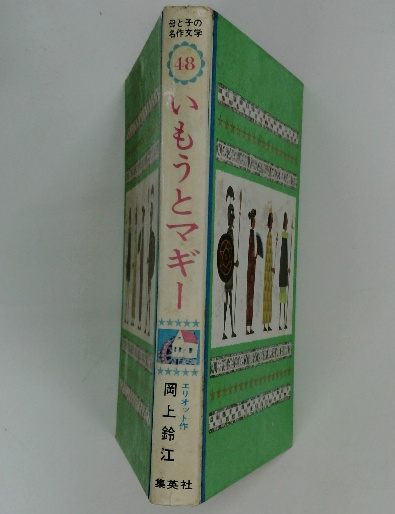 母と子の
名作文学
48
いもうとマギー
エリオット作
岡上鈴江
集英社